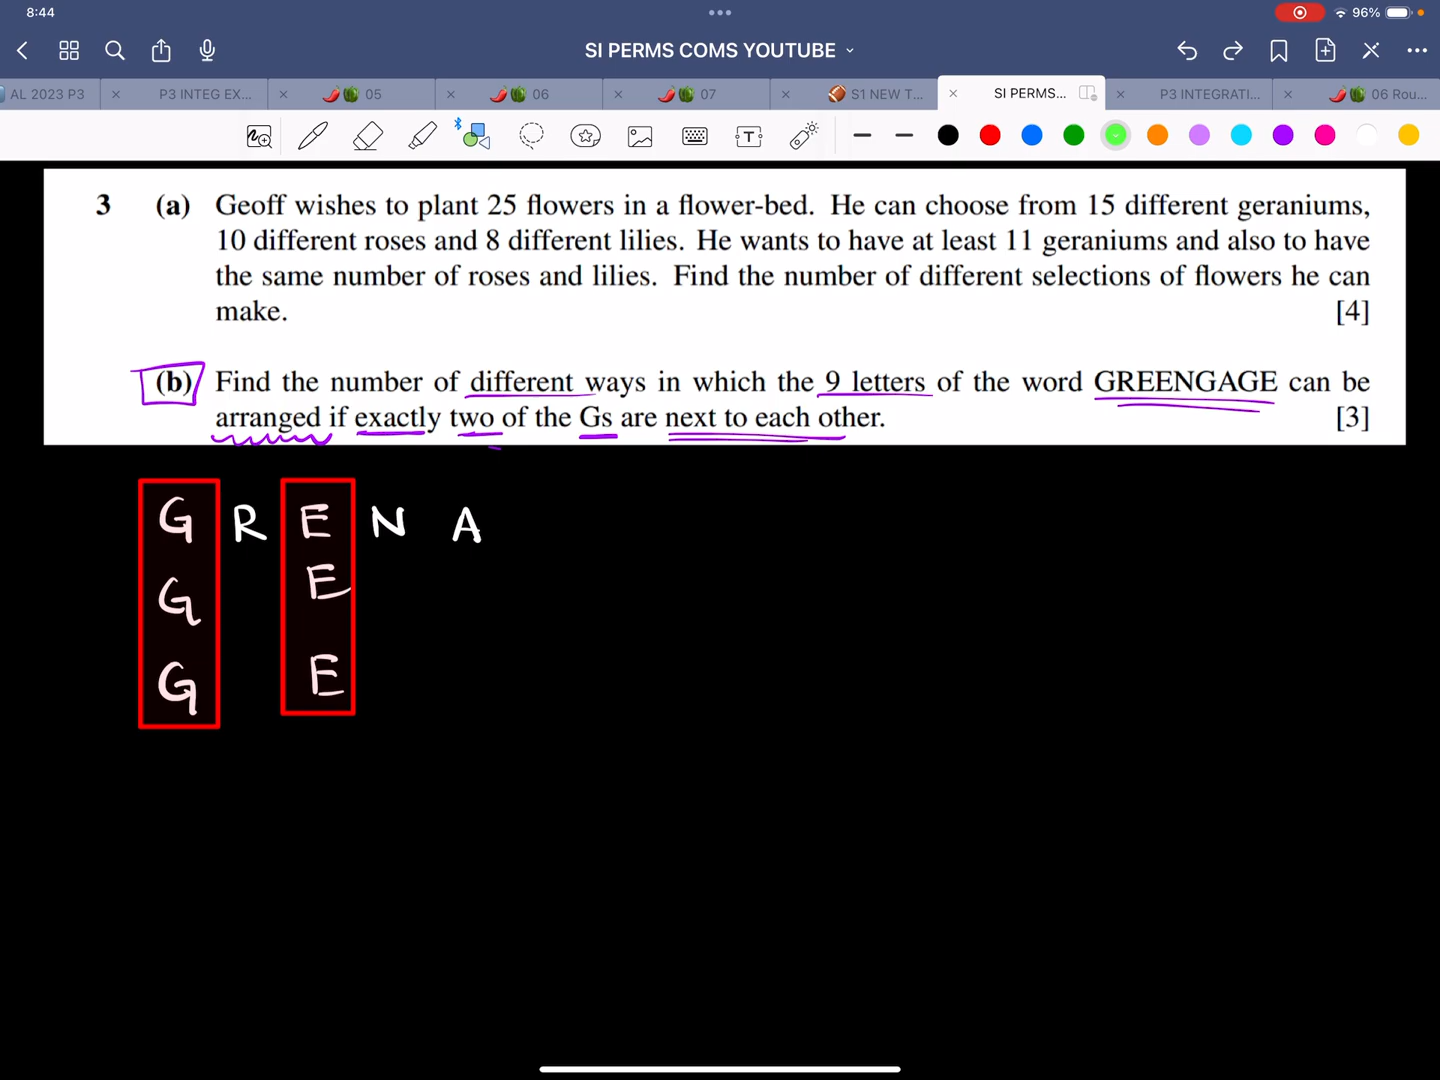 8:44
96%
SI PERMS COMS YOUTUBE
AL 2023 P3
P3 INTEG EX...
05
06
07
S1 NEW T...
SI PERMS...
P3 INTEGRATI...
06 Rou...
3 (a) Geoff wishes to plant 25 flowers in a flower-bed. He can choose from 15 different geraniums,
10 different roses and 8 different lilies. He wants to have at least 11 geraniums and also to have
the same number of roses and lilies. Find the number of different selections of flowers he can
make. [4]
(b) Find the number of different ways in which the 9 letters of the word GREENGAGE can be
arranged if exactly two of the Gs are next to each other. [3]
G R E N A
G E
G E